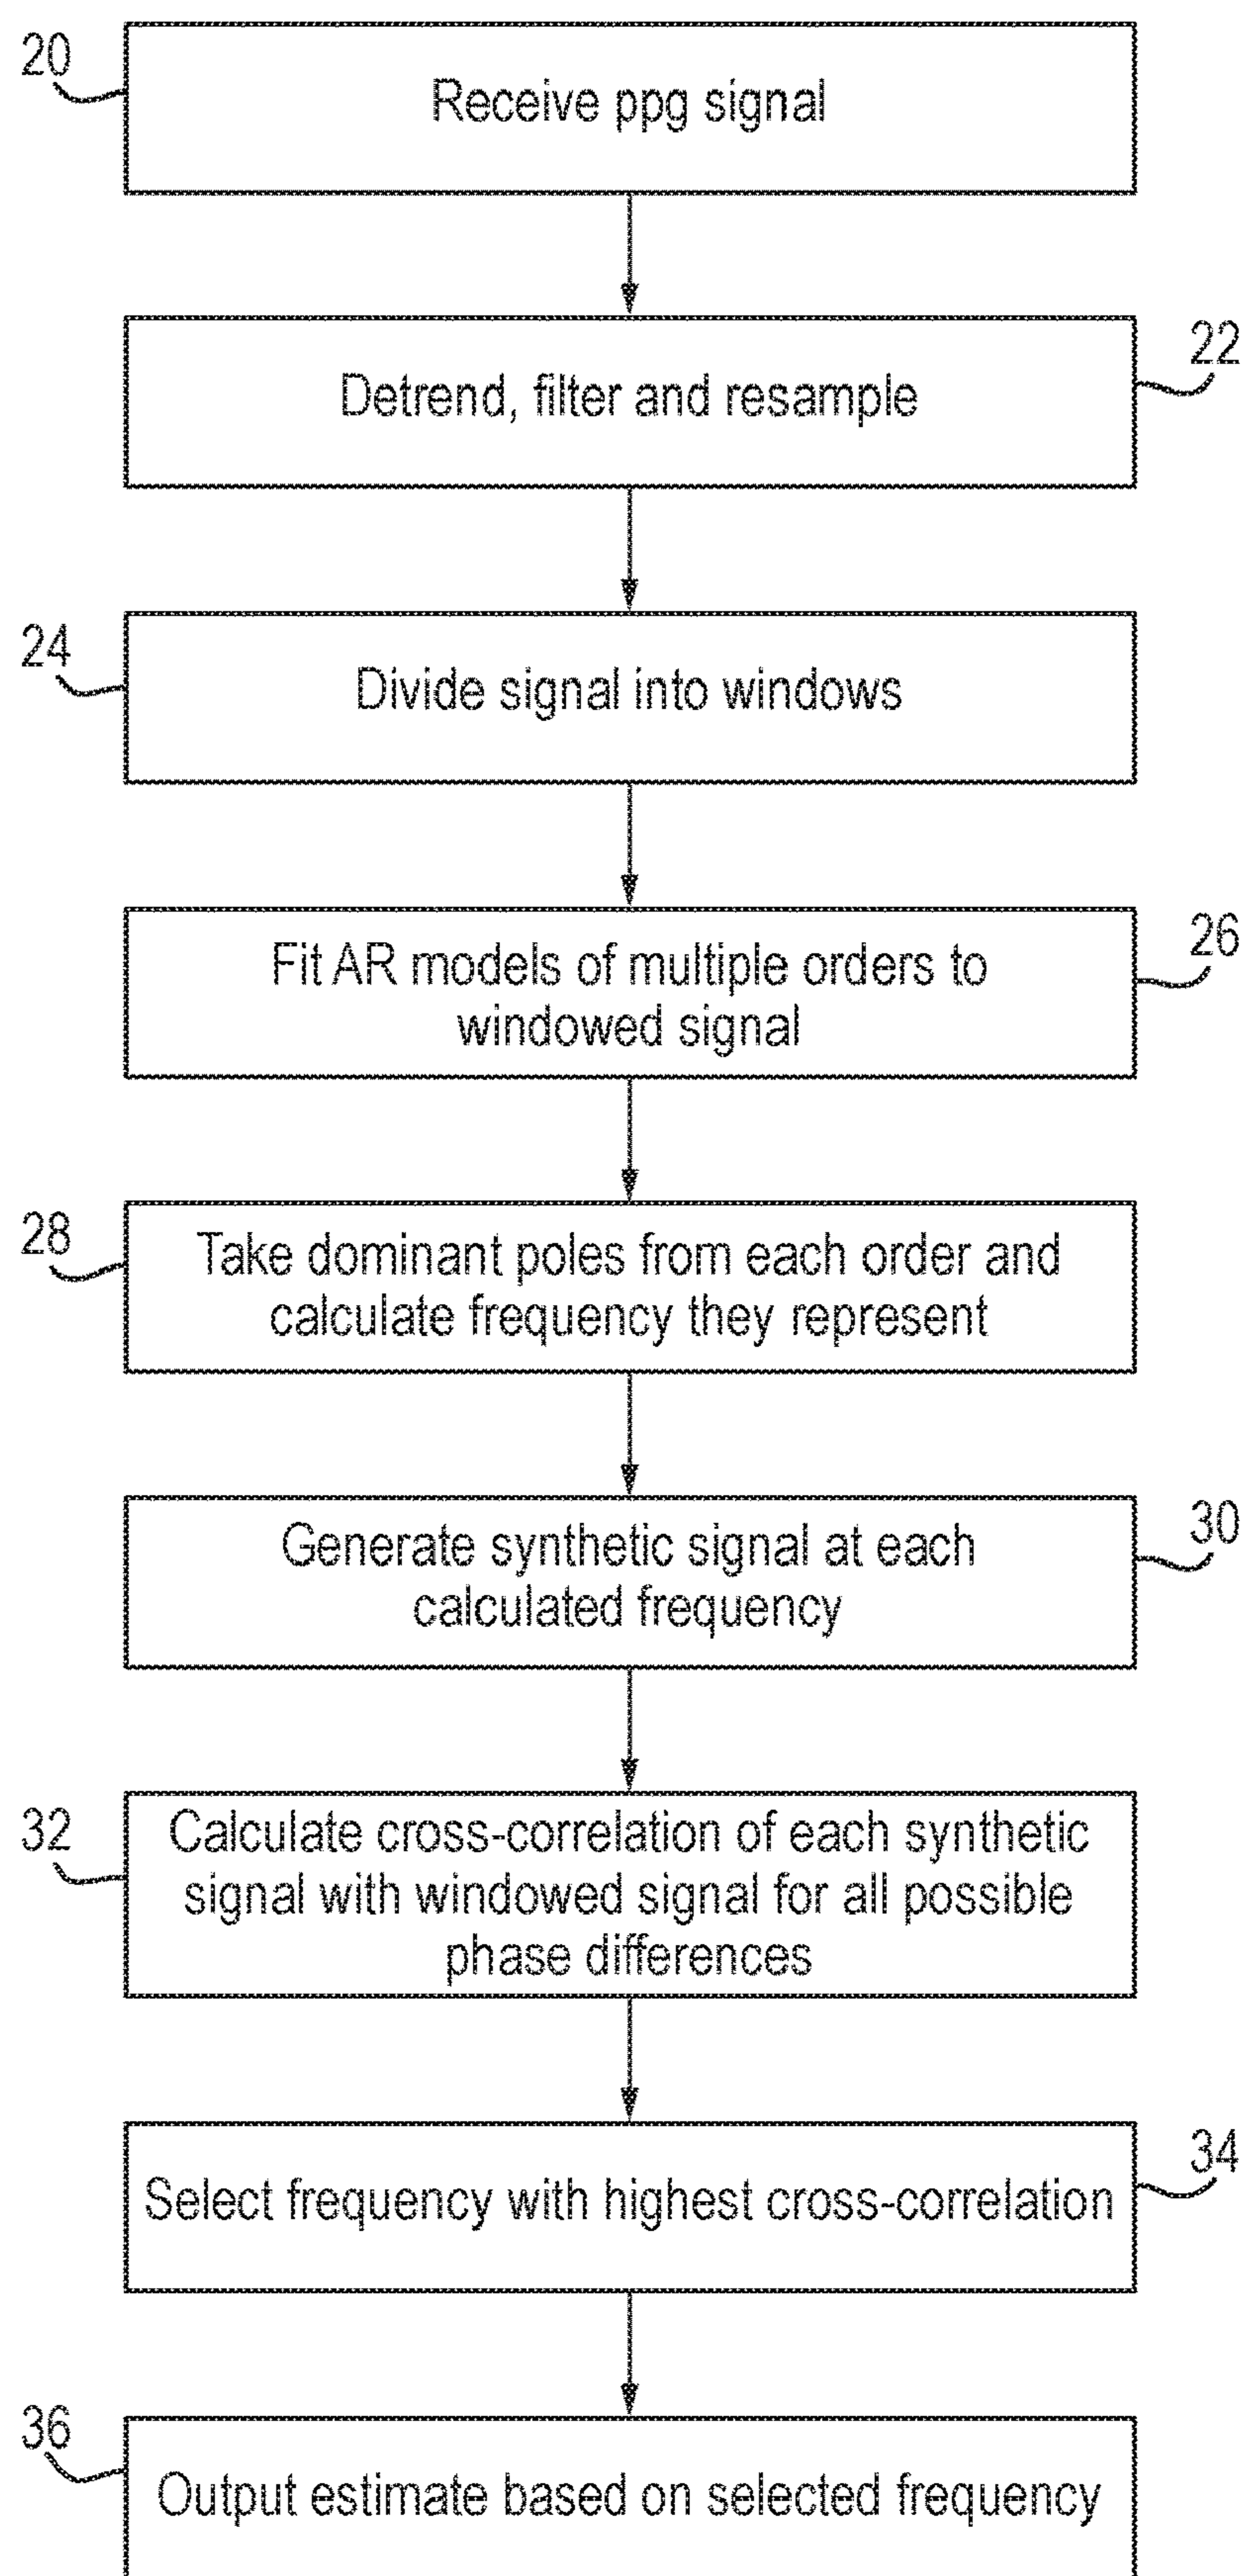 20
Receive ppg signal
22
Detrend, filter and resample
24
Divide signal into windows
26
Fit AR models of multiple orders to
windowed signal
28
Take dominant poles from each order and
calculate frequency they represent
30
Generate synthetic signal at each
calculated frequency
32
Calculate cross-correlation of each synthetic
signal with windowed signal for all possible
phase differences
34
Select frequency with highest cross-correlation
36
Output estimate based on selected frequency